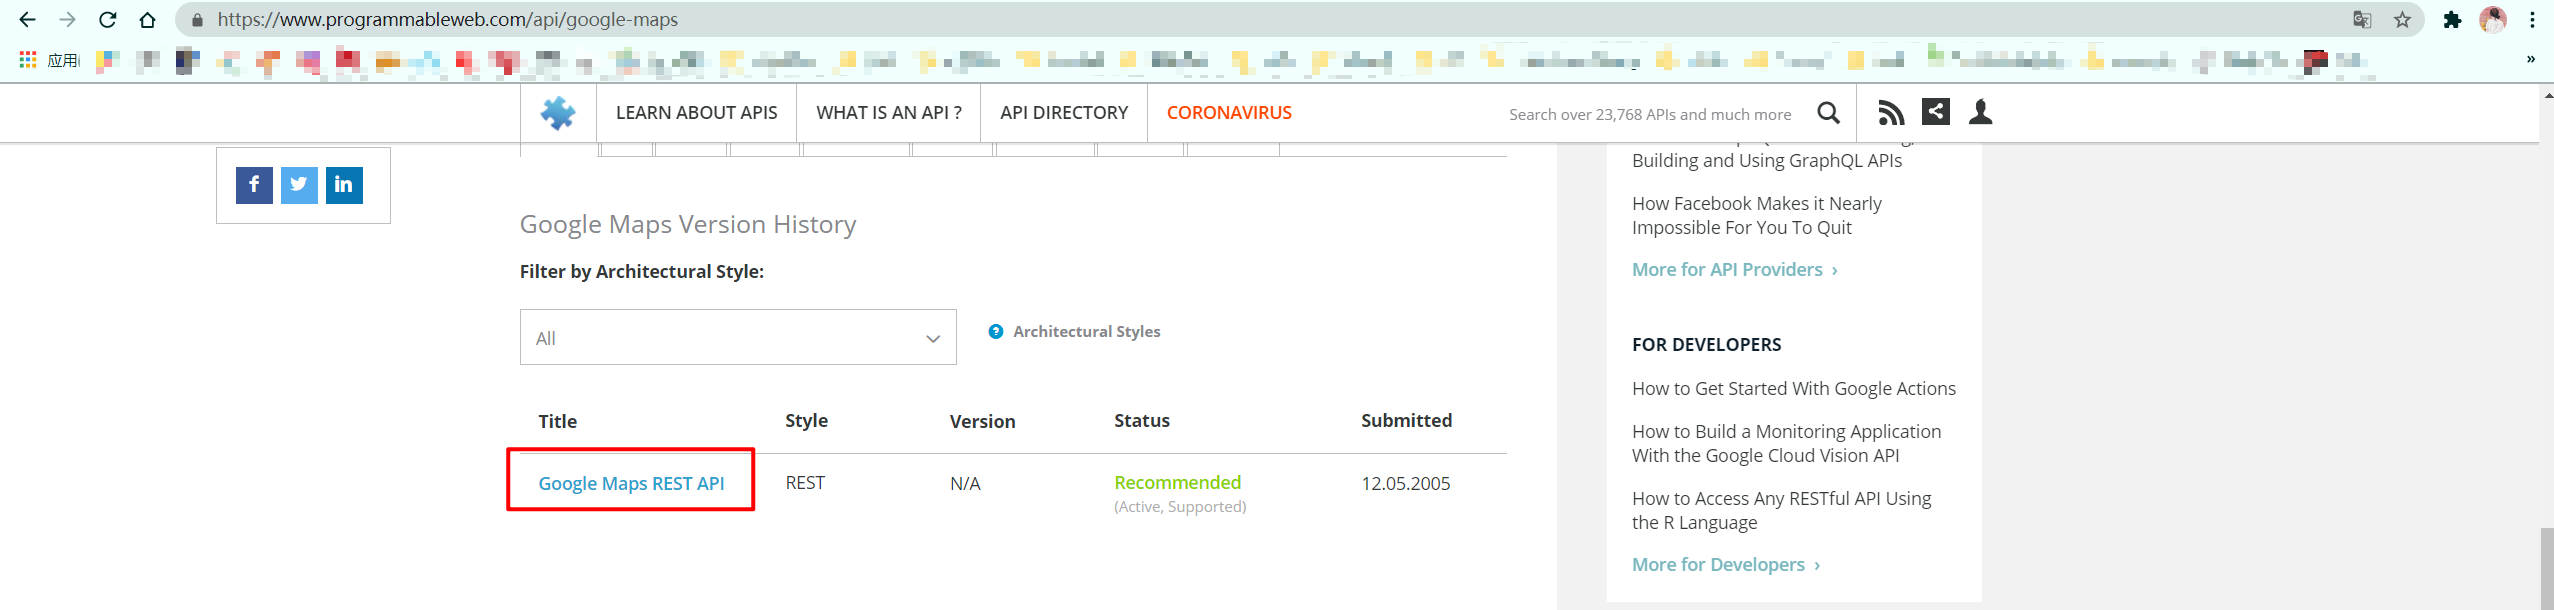 https://www.programmableweb.com/api/google-maps
应用
»
LEARN ABOUT APIS
WHAT IS AN API ?
API DIRECTORY
CORONAVIRUS
Search over 23,768 APIs and much more
f
in
Google Maps Version History
Filter by Architectural Style:
All
? Architectural Styles
Title Style Version Status Submitted
Google Maps REST API REST N/A Recommended 12.05.2005
(Active, Supported)
Building and Using GraphQL APIs
How Facebook Makes it Nearly
Impossible For You To Quit
More for API Providers ›
FOR DEVELOPERS
How to Get Started With Google Actions
How to Build a Monitoring Application
With the Google Cloud Vision API
How to Access Any RESTful API Using
the R Language
More for Developers ›